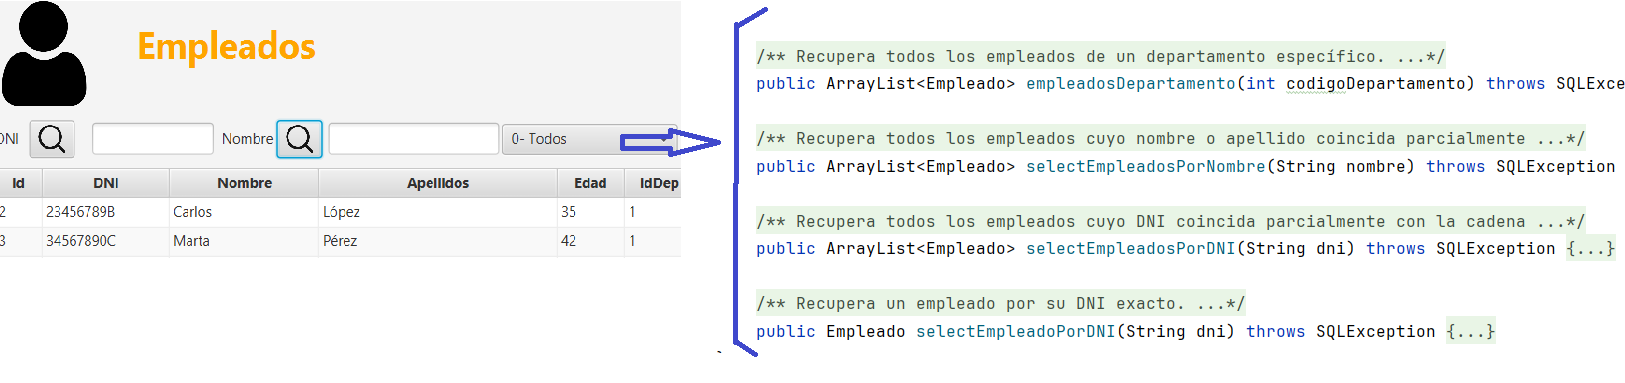 Empleados
DNI Nombre 0- Todos
Id DNI Nombre Apellidos Edad IdDep
2 23456789B Carlos López 35 1
3 34567890C Marta Pérez 42 1
/** Recupera todos los empleados de un departamento específico. ...*/
public ArrayList<Empleado> empleadosDepartamento(int codigoDepartamento) throws SQLExce
/** Recupera todos los empleados cuyo nombre o apellido coincida parcialmente ...*/
public ArrayList<Empleado> selectEmpleadosPorNombre(String nombre) throws SQLException
/** Recupera todos los empleados cuyo DNI coincida parcialmente con la cadena ...*/
public ArrayList<Empleado> selectEmpleadosPorDNI(String dni) throws SQLException {...}
/** Recupera un empleado por su DNI exacto. ...*/
public Empleado selectEmpleadoPorDNI(String dni) throws SQLException {...}